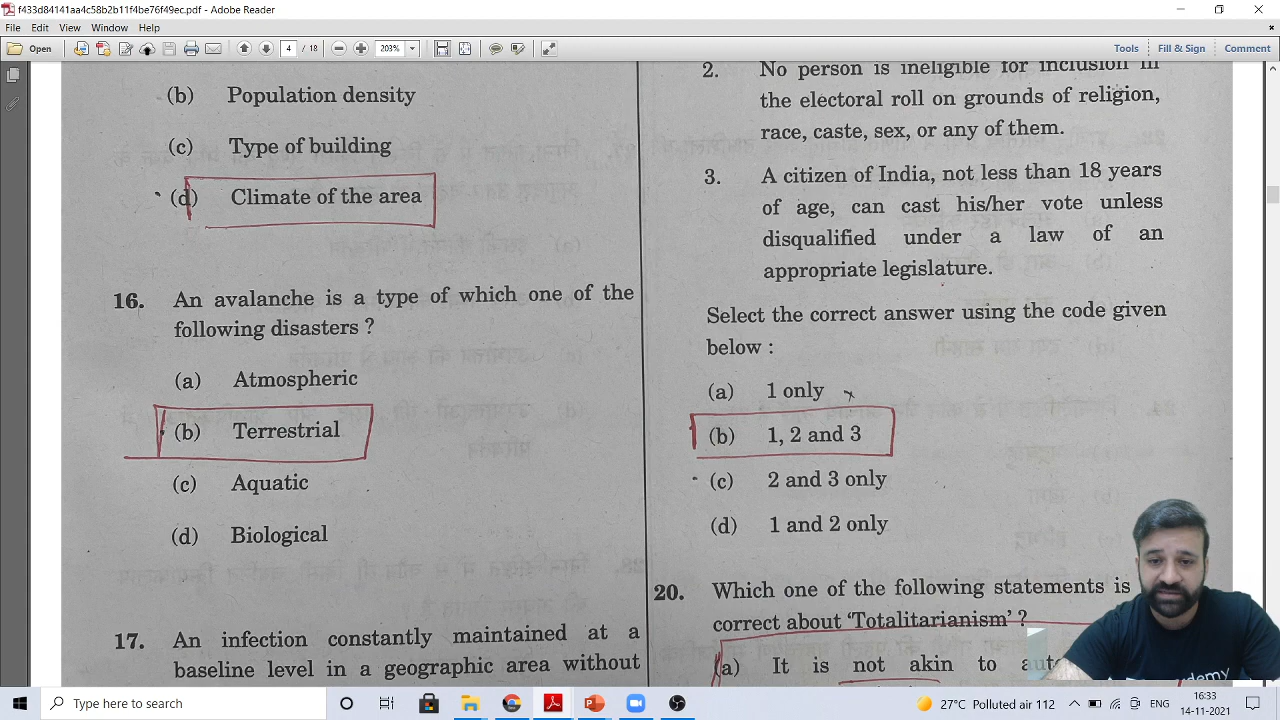 f433d84141aa4c58b2b11f4be76f49ec.pdf - Adobe Reader
File Edit View Window Help
Open 4 / 18 203% Tools Fill & Sign Comment
(b) Population density
(c) Type of building
(d) Climate of the area
16. An avalanche is a type of which one of the
following disasters ?
(a) Atmospheric
(b) Terrestrial
(c) Aquatic
(d) Biological
17. An infection constantly maintained at a
baseline level in a geographic area without
2. No person is ineligible for inclusion in
the electoral roll on grounds of religion,
race, caste, sex, or any of them.
3. A citizen of India, not less than 18 years
of age, can cast his/her vote unless
disqualified under a law of an
appropriate legislature.
Select the correct answer using the code given
below :
(a) 1 only
(b) 1, 2 and 3
(c) 2 and 3 only
(d) 1 and 2 only
20. Which one of the following statements is
correct about 'Totalitarianism' ?
(a) It is not akin to
Type here to search
27°C Polluted air 112 ENG
16:33
14-11-2021